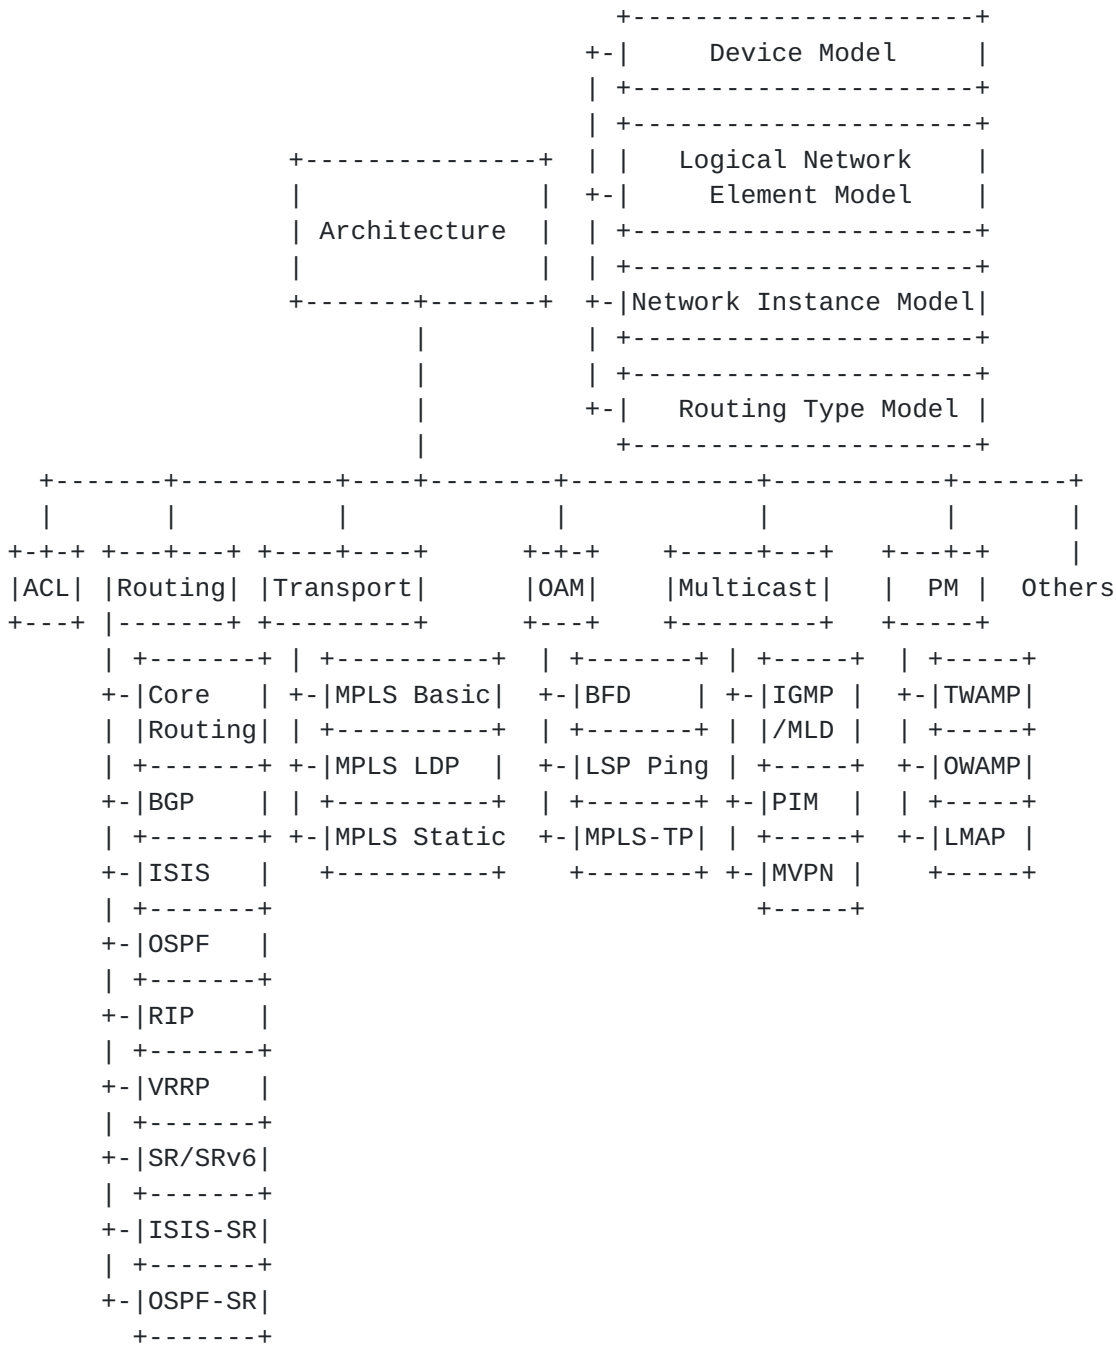 Device Model
Logical Network
Element Model
Architecture
Network Instance Model
Routing Type Model
ACL Routing Transport OAM Multicast PM Others
Core MPLS Basic BFD IGMP TWAMP
Routing /MLD
MPLS LDP LSP Ping OWAMP
BGP PIM
MPLS Static MPLS-TP LMAP
ISIS MVPN
OSPF
RIP
VRRP
SR/SRv6
ISIS-SR
OSPF-SR